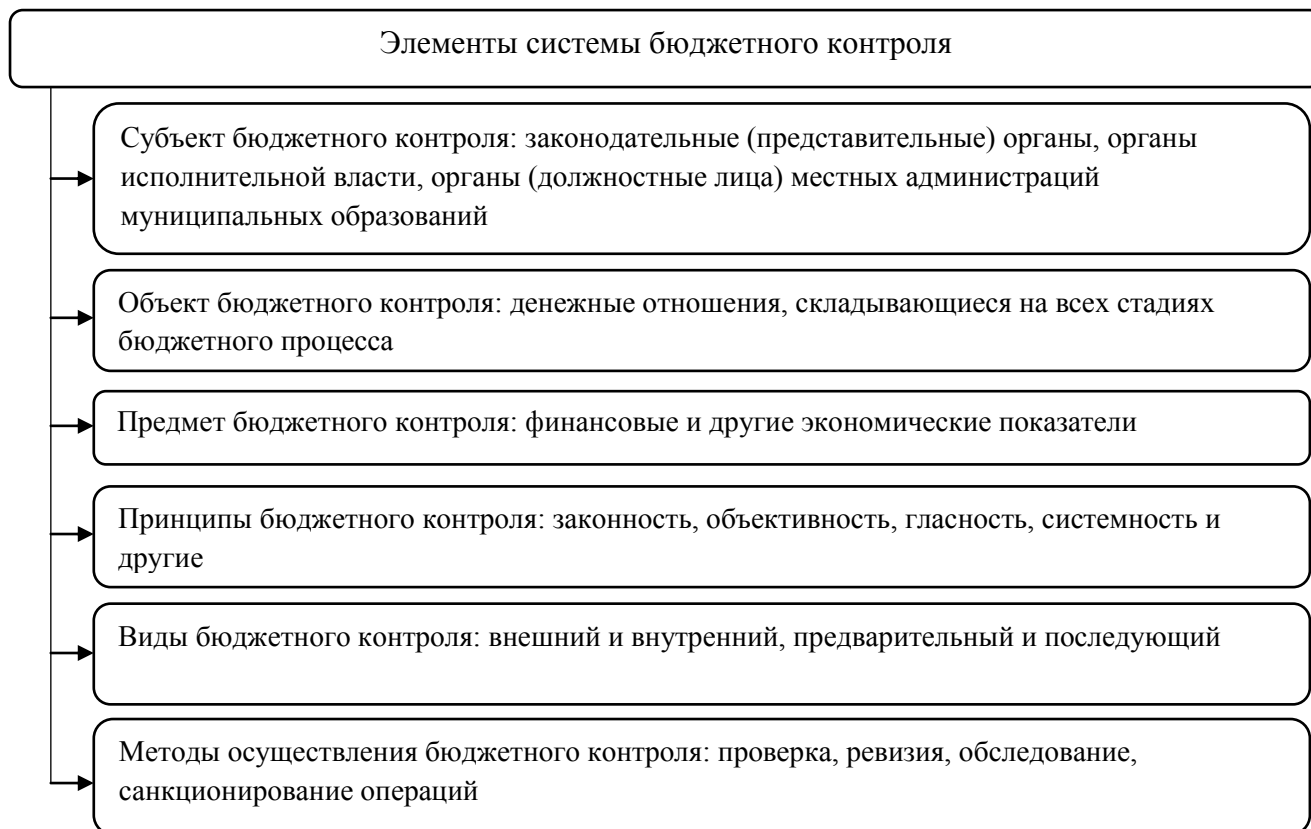 Элементы системы бюджетного контроля
Субъект бюджетного контроля: законодательные (представительные) органы, органы
исполнительной власти, органы (должностные лица) местных администраций
муниципальных образований
Объект бюджетного контроля: денежные отношения, складывающиеся на всех стадиях
бюджетного процесса
Предмет бюджетного контроля: финансовые и другие экономические показатели
Принципы бюджетного контроля: законность, объективность, гласность, системность и
другие
Виды бюджетного контроля: внешний и внутренний, предварительный и последующий
Методы осуществления бюджетного контроля: проверка, ревизия, обследование,
санкционирование операций